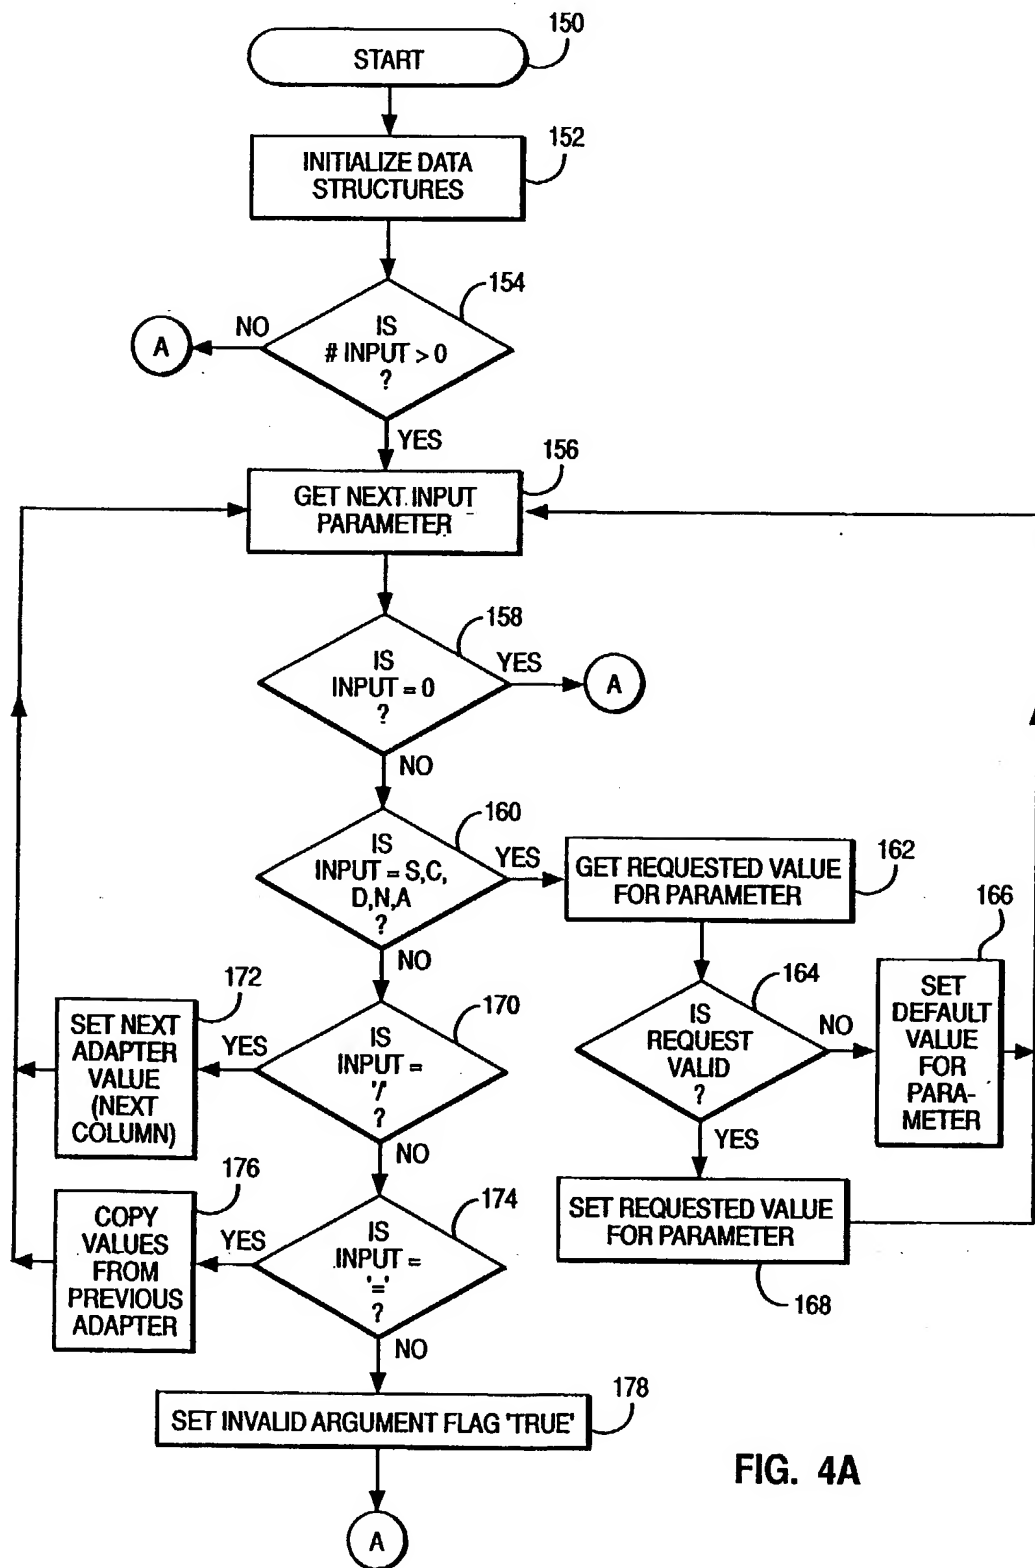 150
START
152
INITIALIZE DATA
STRUCTURES
154
IS
# INPUT > 0
?
NO
A
YES
156
GET NEXT INPUT
PARAMETER
158
IS
INPUT = 0
?
YES
A
NO
160
IS
INPUT = S,C,
D,N,A
?
YES
GET REQUESTED VALUE
FOR PARAMETER
162
NO
164
IS
REQUEST
VALID
?
NO
166
SET
DEFAULT
VALUE
FOR
PARA-
METER
YES
SET REQUESTED VALUE
FOR PARAMETER
168
170
IS
INPUT =
'/'
?
YES
172
SET NEXT
ADAPTER
VALUE
(NEXT
COLUMN)
NO
174
IS
INPUT =
'='
?
YES
176
COPY
VALUES
FROM
PREVIOUS
ADAPTER
NO
178
SET INVALID ARGUMENT FLAG 'TRUE'
A
FIG. 4A